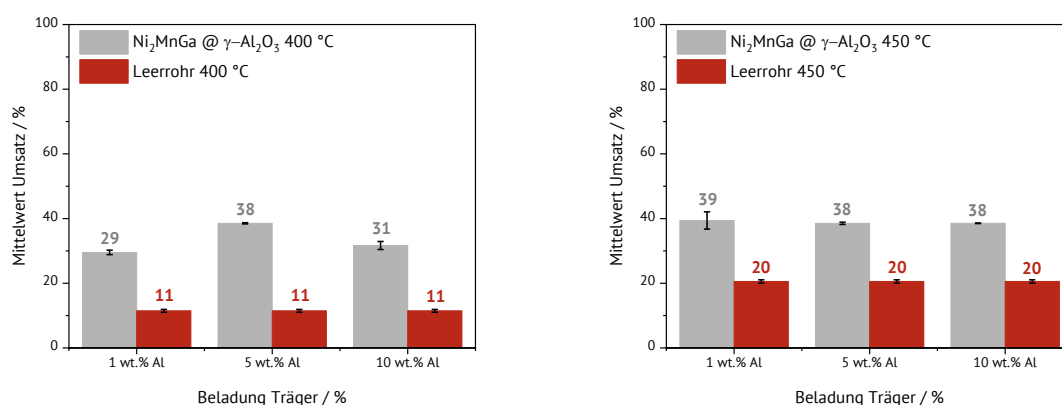 Ni₂MnGa @ γ–Al₂O₃ 400 °C
Leerrohr 400 °C
Mittelwert Umsatz / %
100
80
60
40
20
0
29
11
38
11
31
11
1 wt.% Al
5 wt.% Al
10 wt.% Al
Beladung Träger / %
Ni₂MnGa @ γ–Al₂O₃ 450 °C
Leerrohr 450 °C
Mittelwert Umsatz / %
100
80
60
40
20
0
39
20
38
20
38
20
1 wt.% Al
5 wt.% Al
10 wt.% Al
Beladung Träger / %